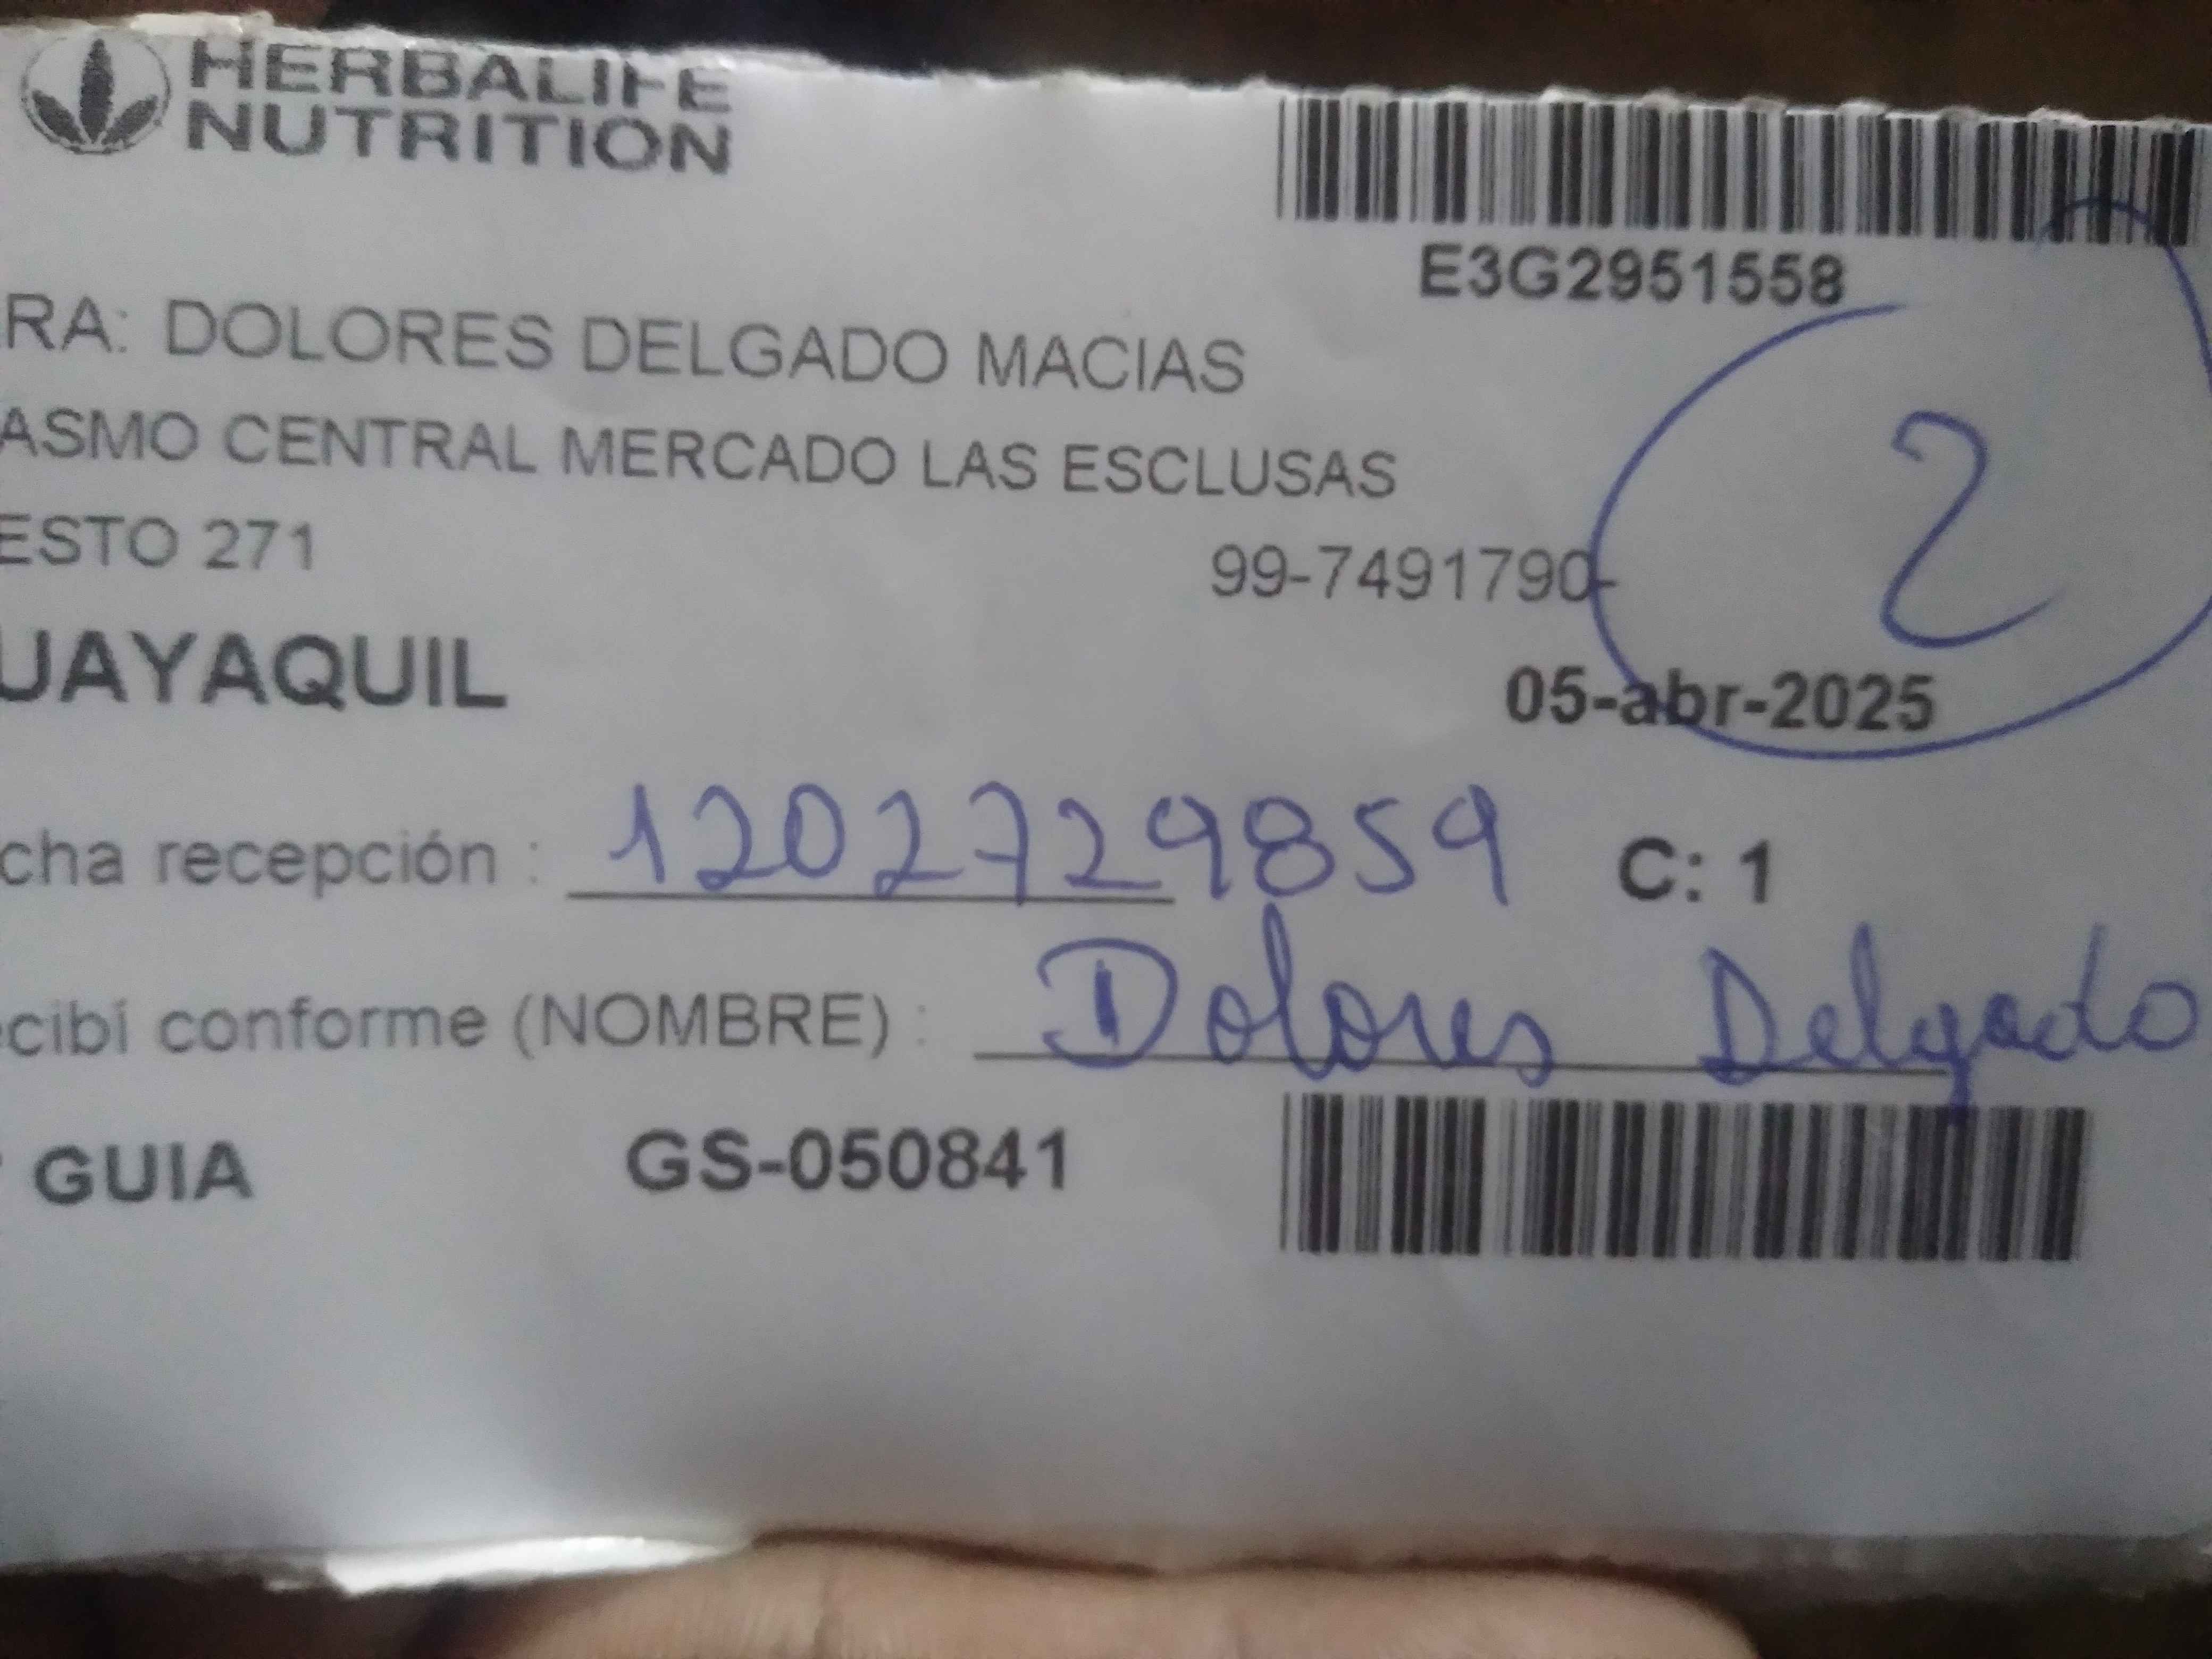 HERBALIFE
NUTRITION
E3G2951558
RA: DOLORES DELGADO MACIAS
ASMO CENTRAL MERCADO LAS ESCLUSAS
ESTO 271
99-7491790-
2
UAYAQUIL
05-abr-2025
cha recepción : 1202729859 C: 1
ecibí conforme (NOMBRE) : Dolores Delgado
GUIA GS-050841